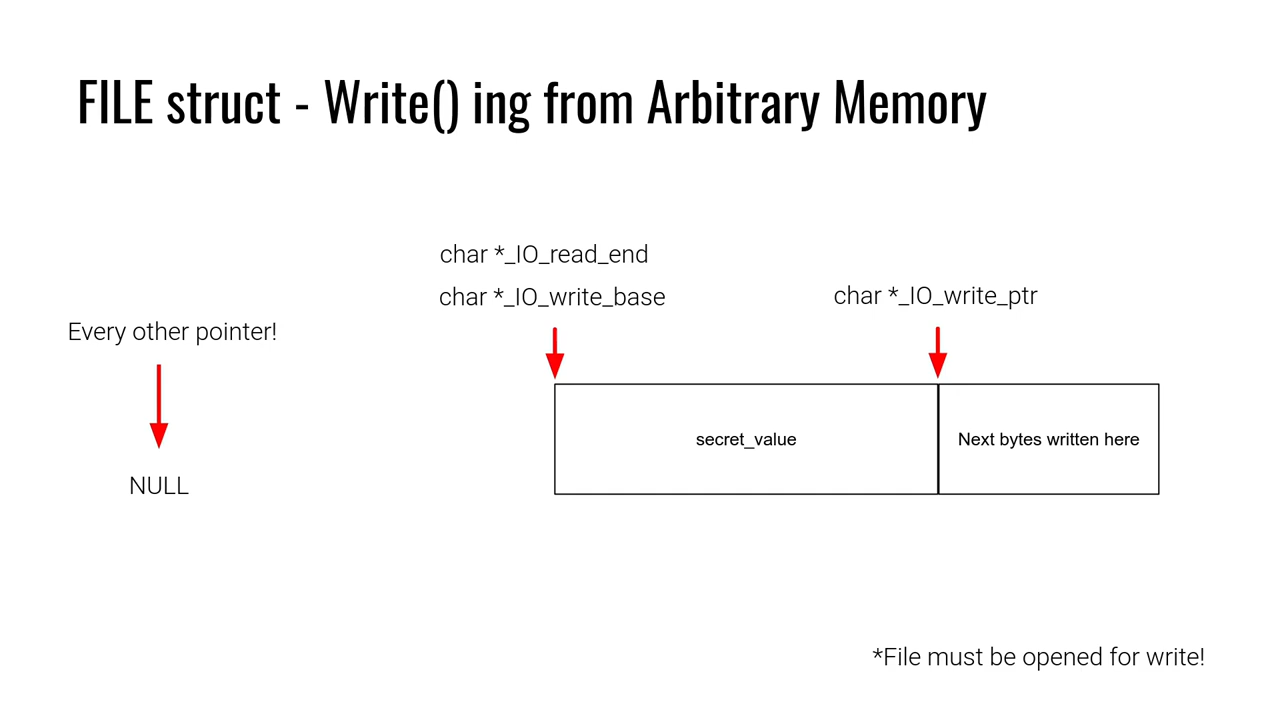 FILE struct - Write() ing from Arbitrary Memory
char *_IO_read_end
char *_IO_write_base
char *_IO_write_ptr
Every other pointer!
secret_value
Next bytes written here
NULL
*File must be opened for write!